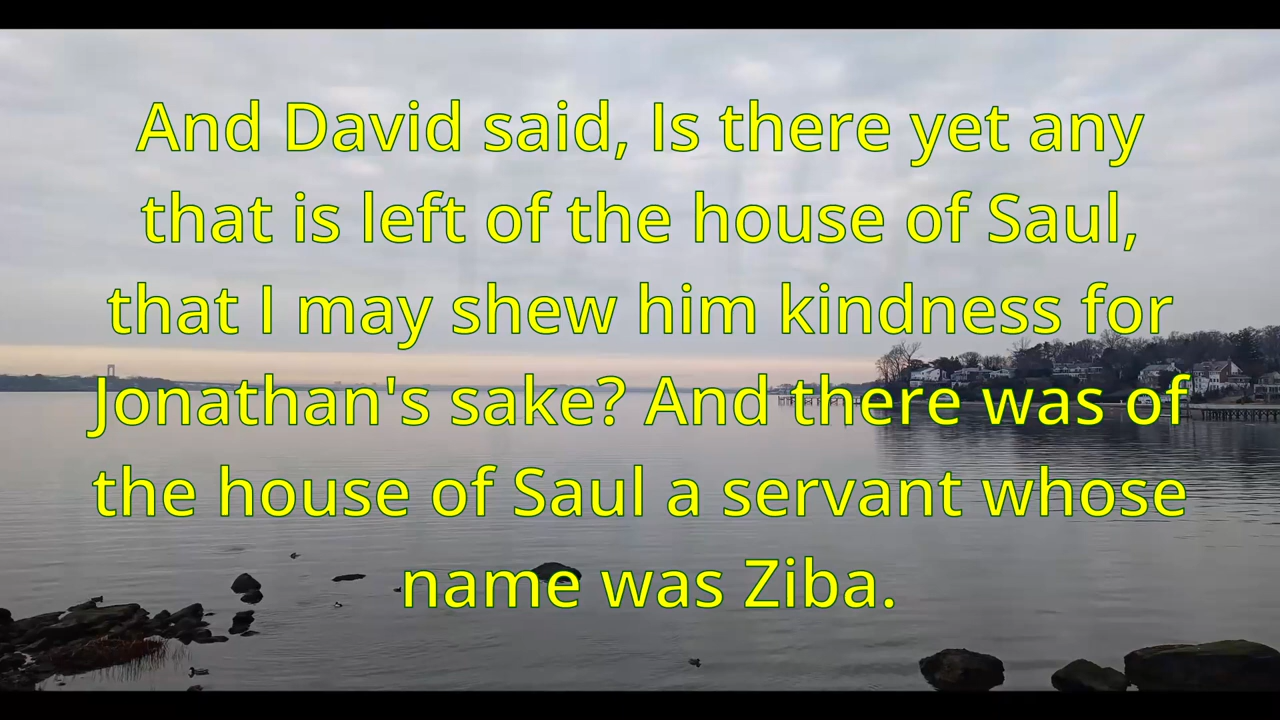 And David said, Is there yet any
that is left of the house of Saul,
that I may shew him kindness for
Jonathan's sake? And there was of
the house of Saul a servant whose
name was Ziba.